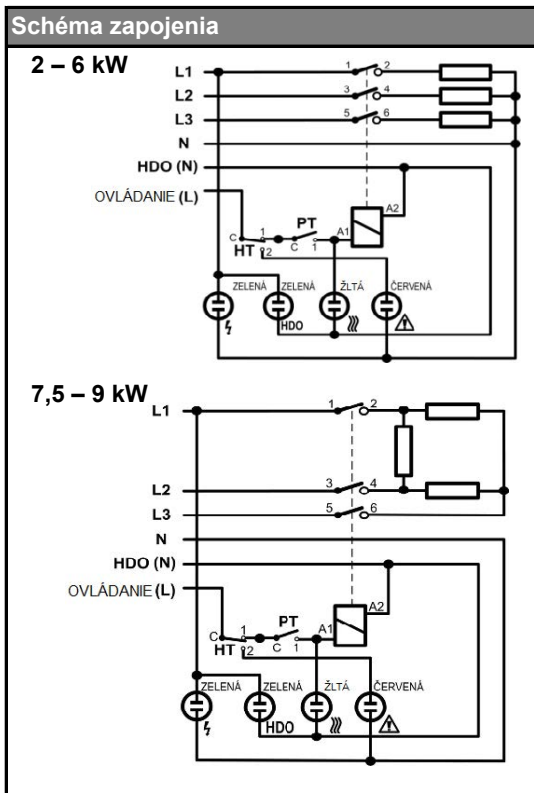 Schéma zapojenia
2 – 6 kW
L1 1 2
L2 3 4
L3 5 6
N
HDO (N)
OVLÁDANIE (L)
A2
PT A1
C 1 C 1
HT 2
ZELENÁ ZELENÁ ŽLTÁ ČERVENÁ
HDO
7,5 – 9 kW
L1 1 2
L2 3 4
L3 5 6
N
HDO (N)
OVLÁDANIE (L)
A2
PT A1
C 1 C 1
HT 2
ZELENÁ ZELENÁ ŽLTÁ ČERVENÁ
HDO